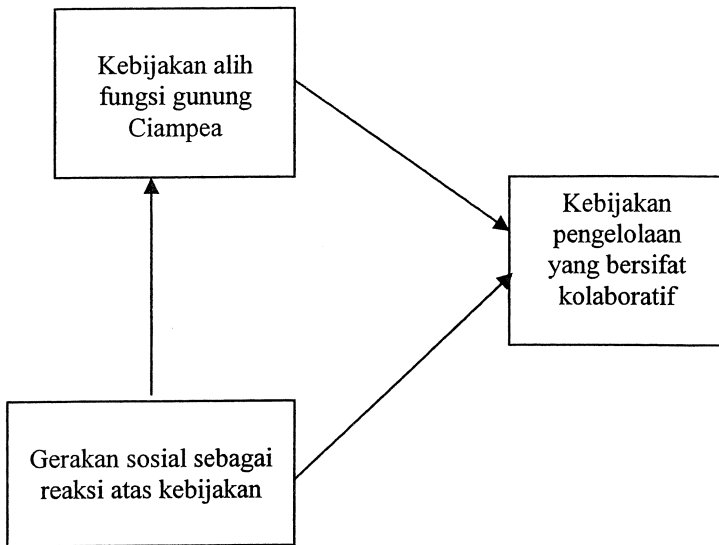 Kebijakan alih
fungsi gunung
Ciampea
Kebijakan
pengelolaan
yang bersifat
kolaboratif
Gerakan sosial sebagai
reaksi atas kebijakan